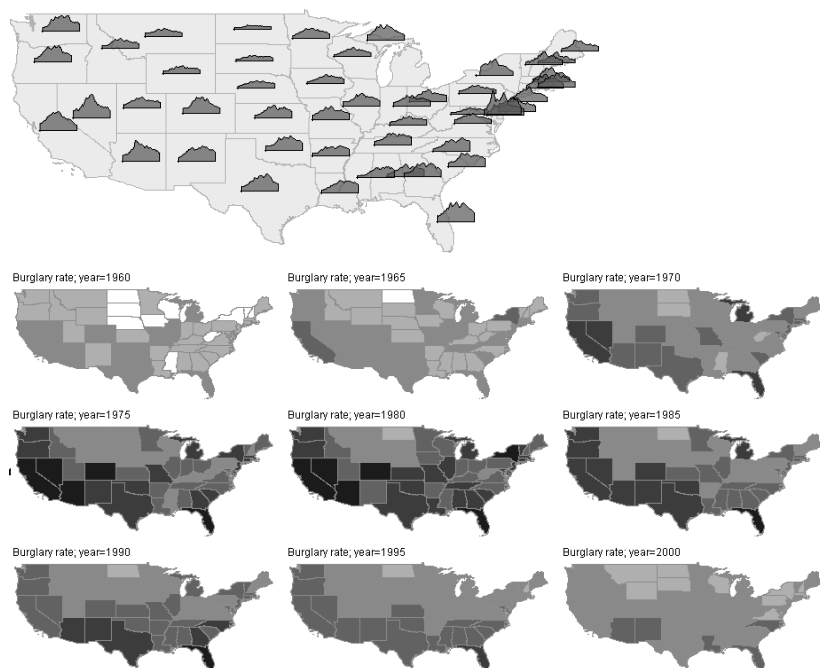 Burglary rate; year=1960
Burglary rate; year=1965
Burglary rate; year=1970
Burglary rate; year=1975
Burglary rate; year=1980
Burglary rate; year=1985
Burglary rate; year=1990
Burglary rate; year=1995
Burglary rate; year=2000